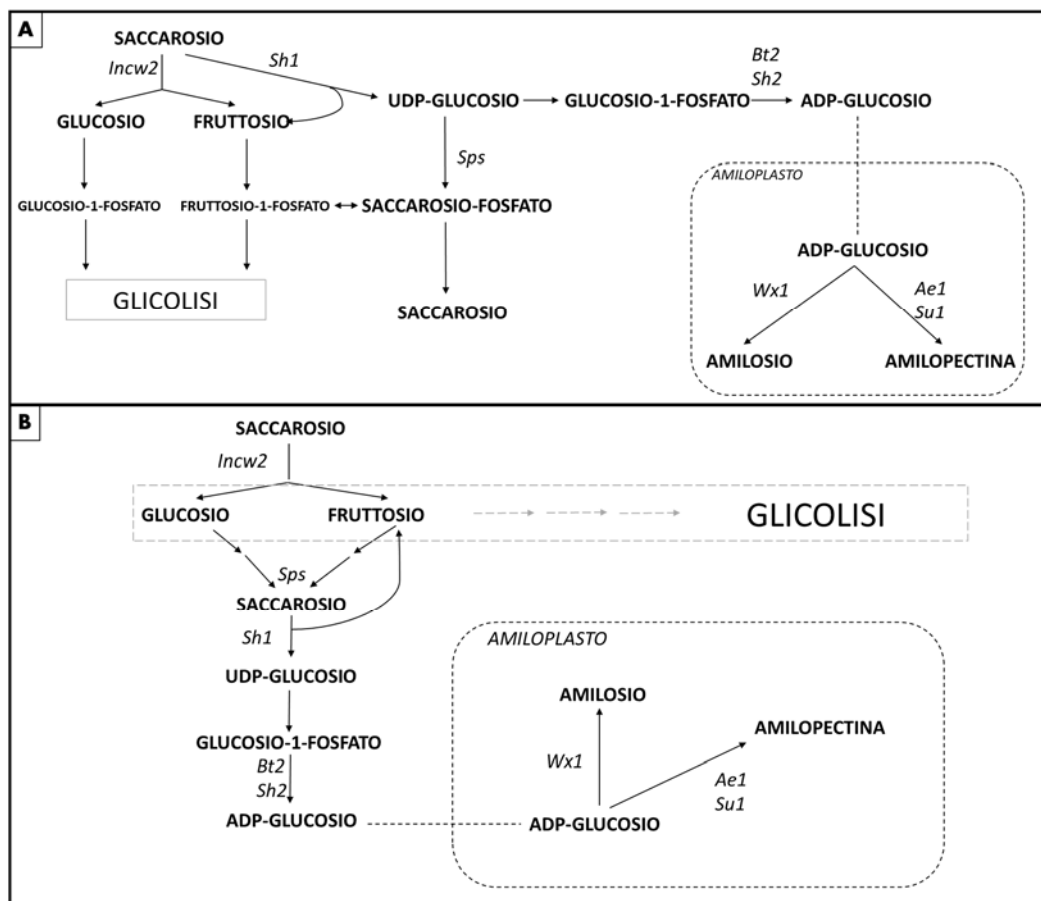 A
SACCAROSIO
Incw2
Sh1
Bt2
Sh2
UDP-GLUCOSIO
GLUCOSIO-1-FOSFATO
ADP-GLUCOSIO
GLUCOSIO
FRUTTOSIO
Sps
AMILOPLASTO
GLUCOSIO-1-FOSFATO
FRUTTOSIO-1-FOSFATO
SACCAROSIO-FOSFATO
ADP-GLUCOSIO
GLICOLISI
Wx1
Ae1
Su1
SACCAROSIO
AMILOSIO
AMILOPECTINA
B
SACCAROSIO
Incw2
GLUCOSIO
FRUTTOSIO
GLICOLISI
Sps
SACCAROSIO
Sh1
AMILOPLASTO
UDP-GLUCOSIO
AMILOSIO
AMILOPECTINA
GLUCOSIO-1-FOSFATO
Bt2
Sh2
Wx1
Ae1
Su1
ADP-GLUCOSIO
ADP-GLUCOSIO